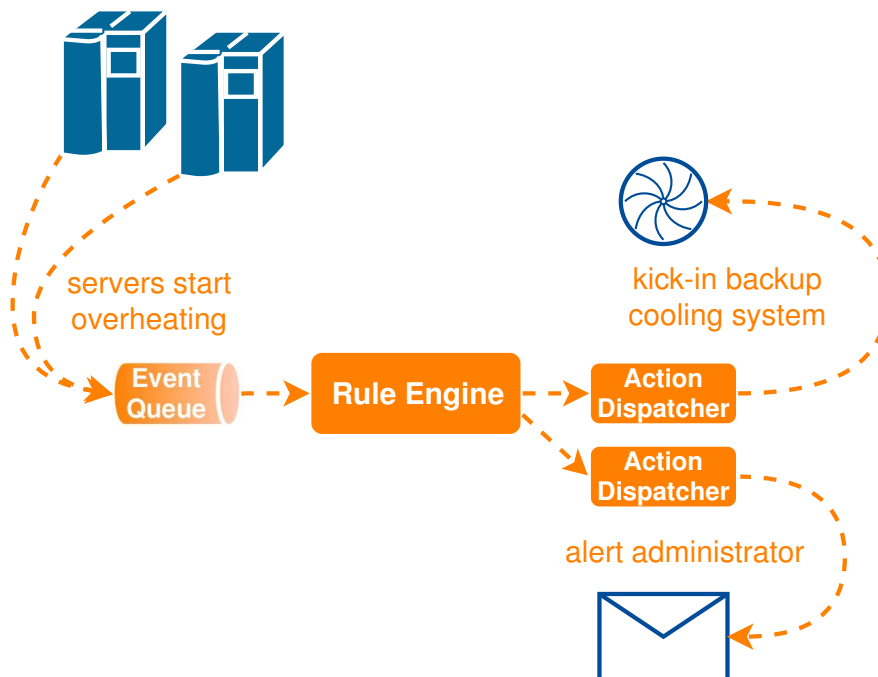 servers start
overheating
kick-in backup
cooling system
Event
Queue
Rule Engine
Action
Dispatcher
Action
Dispatcher
alert administrator